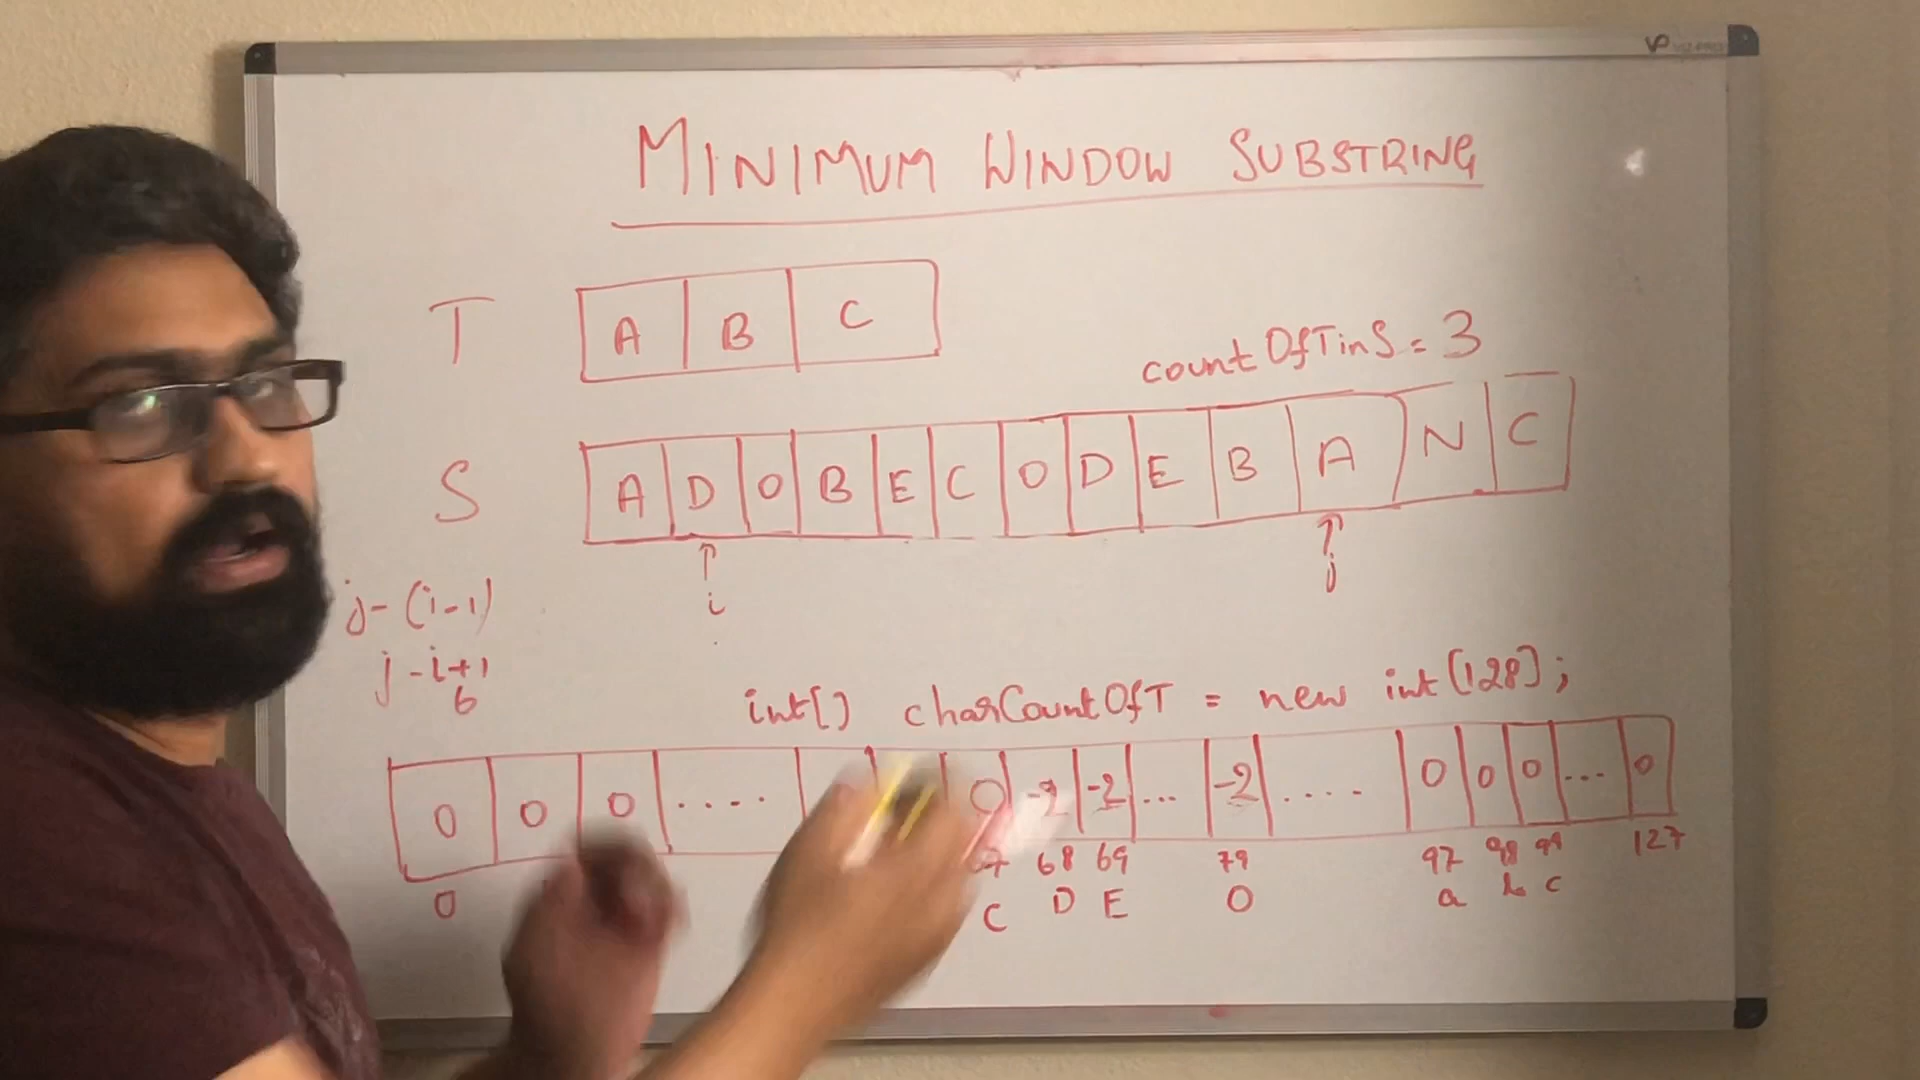 MINIMUM WINDOW SUBSTRING
T A B C
countOfTinS = 3
S A D O B E C O D E B A N C
i j
j - (i-1)
j - i+1
6
int[] charCountOfT = new int[128];
0 0 0 .... 0 -2 -2 ... -2 .... 0 0 0 ... 0
0 67 68 69 79 97 98 99 127
C D E O a b c